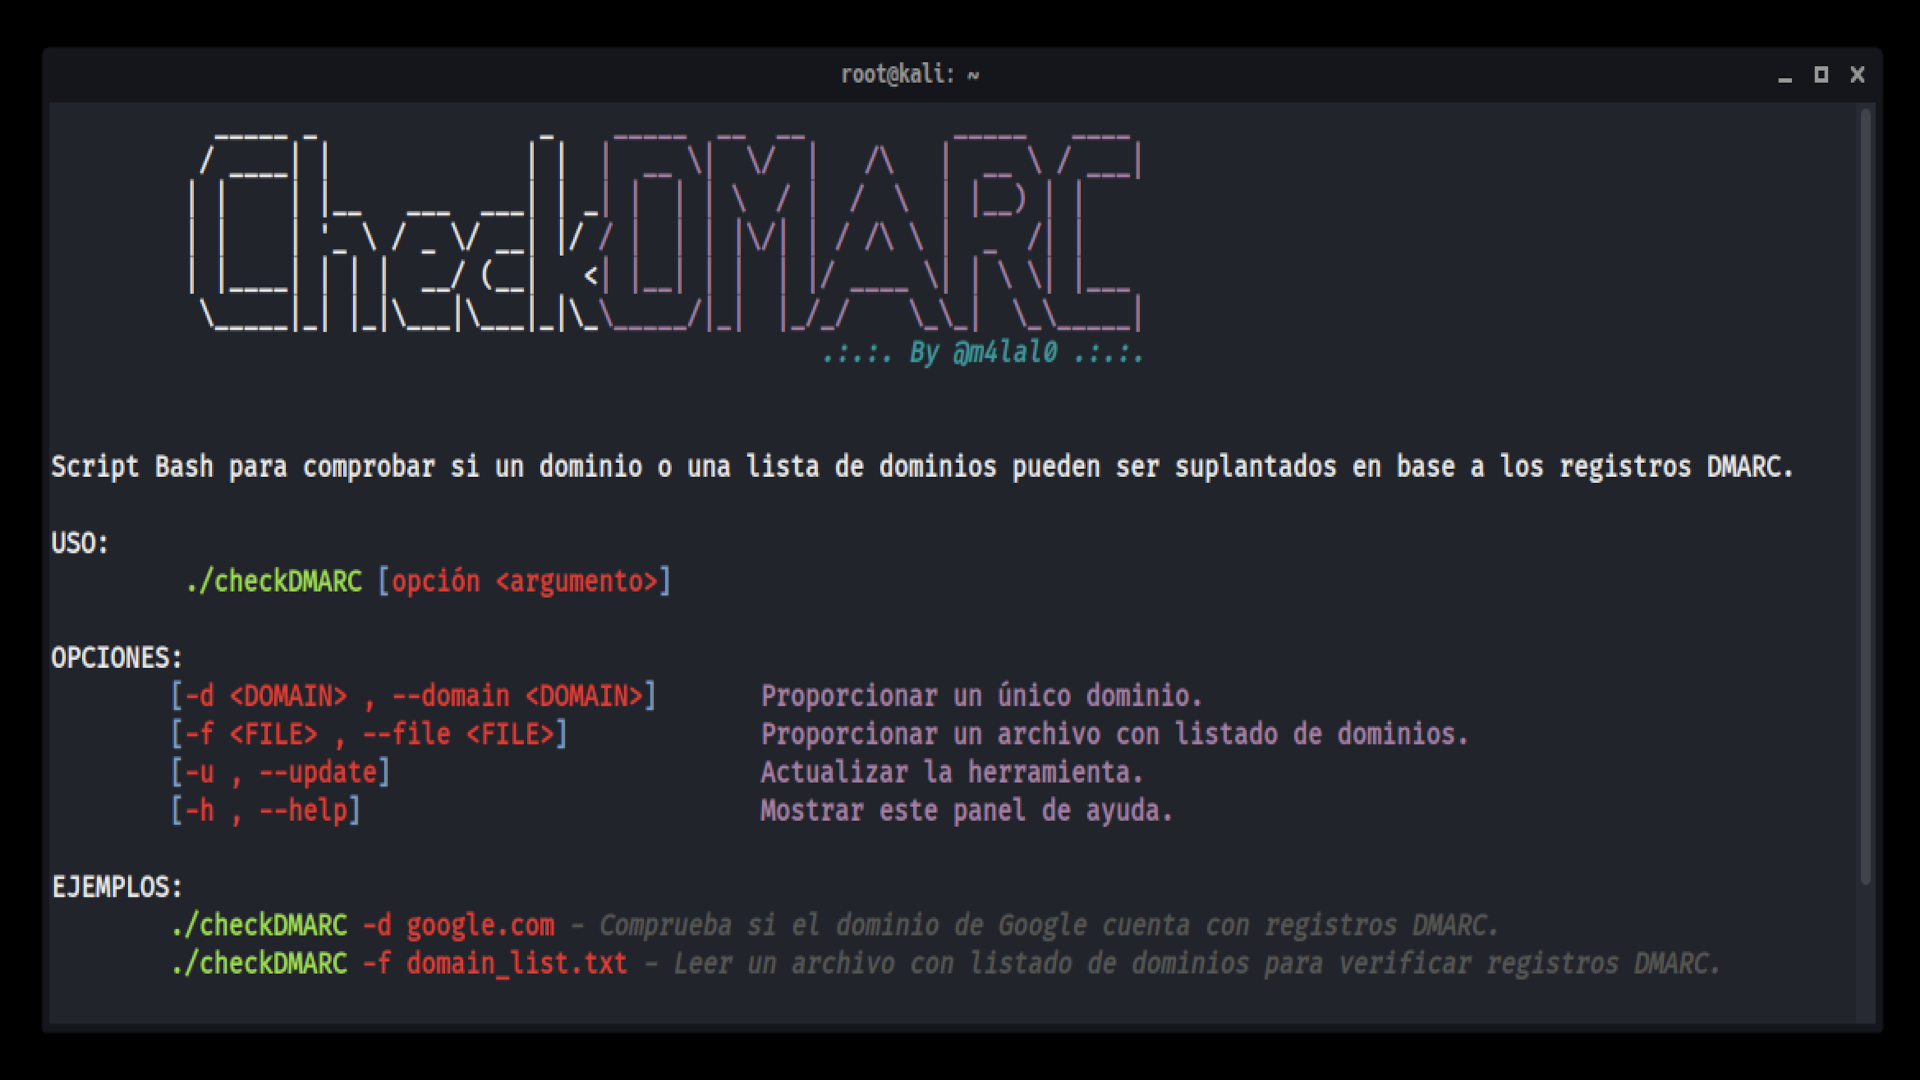 root@kali: ~
CheckDMARC
.:.:. By @m4lal0 .:.:.
Script Bash para comprobar si un dominio o una lista de dominios pueden ser suplantados en base a los registros DMARC.
USO:
./checkDMARC [opción <argumento>]
OPCIONES:
[-d <DOMAIN> , --domain <DOMAIN>] Proporcionar un único dominio.
[-f <FILE> , --file <FILE>] Proporcionar un archivo con listado de dominios.
[-u , --update] Actualizar la herramienta.
[-h , --help] Mostrar este panel de ayuda.
EJEMPLOS:
./checkDMARC -d google.com - Comprueba si el dominio de Google cuenta con registros DMARC.
./checkDMARC -f domain_list.txt - Leer un archivo con listado de dominios para verificar registros DMARC.